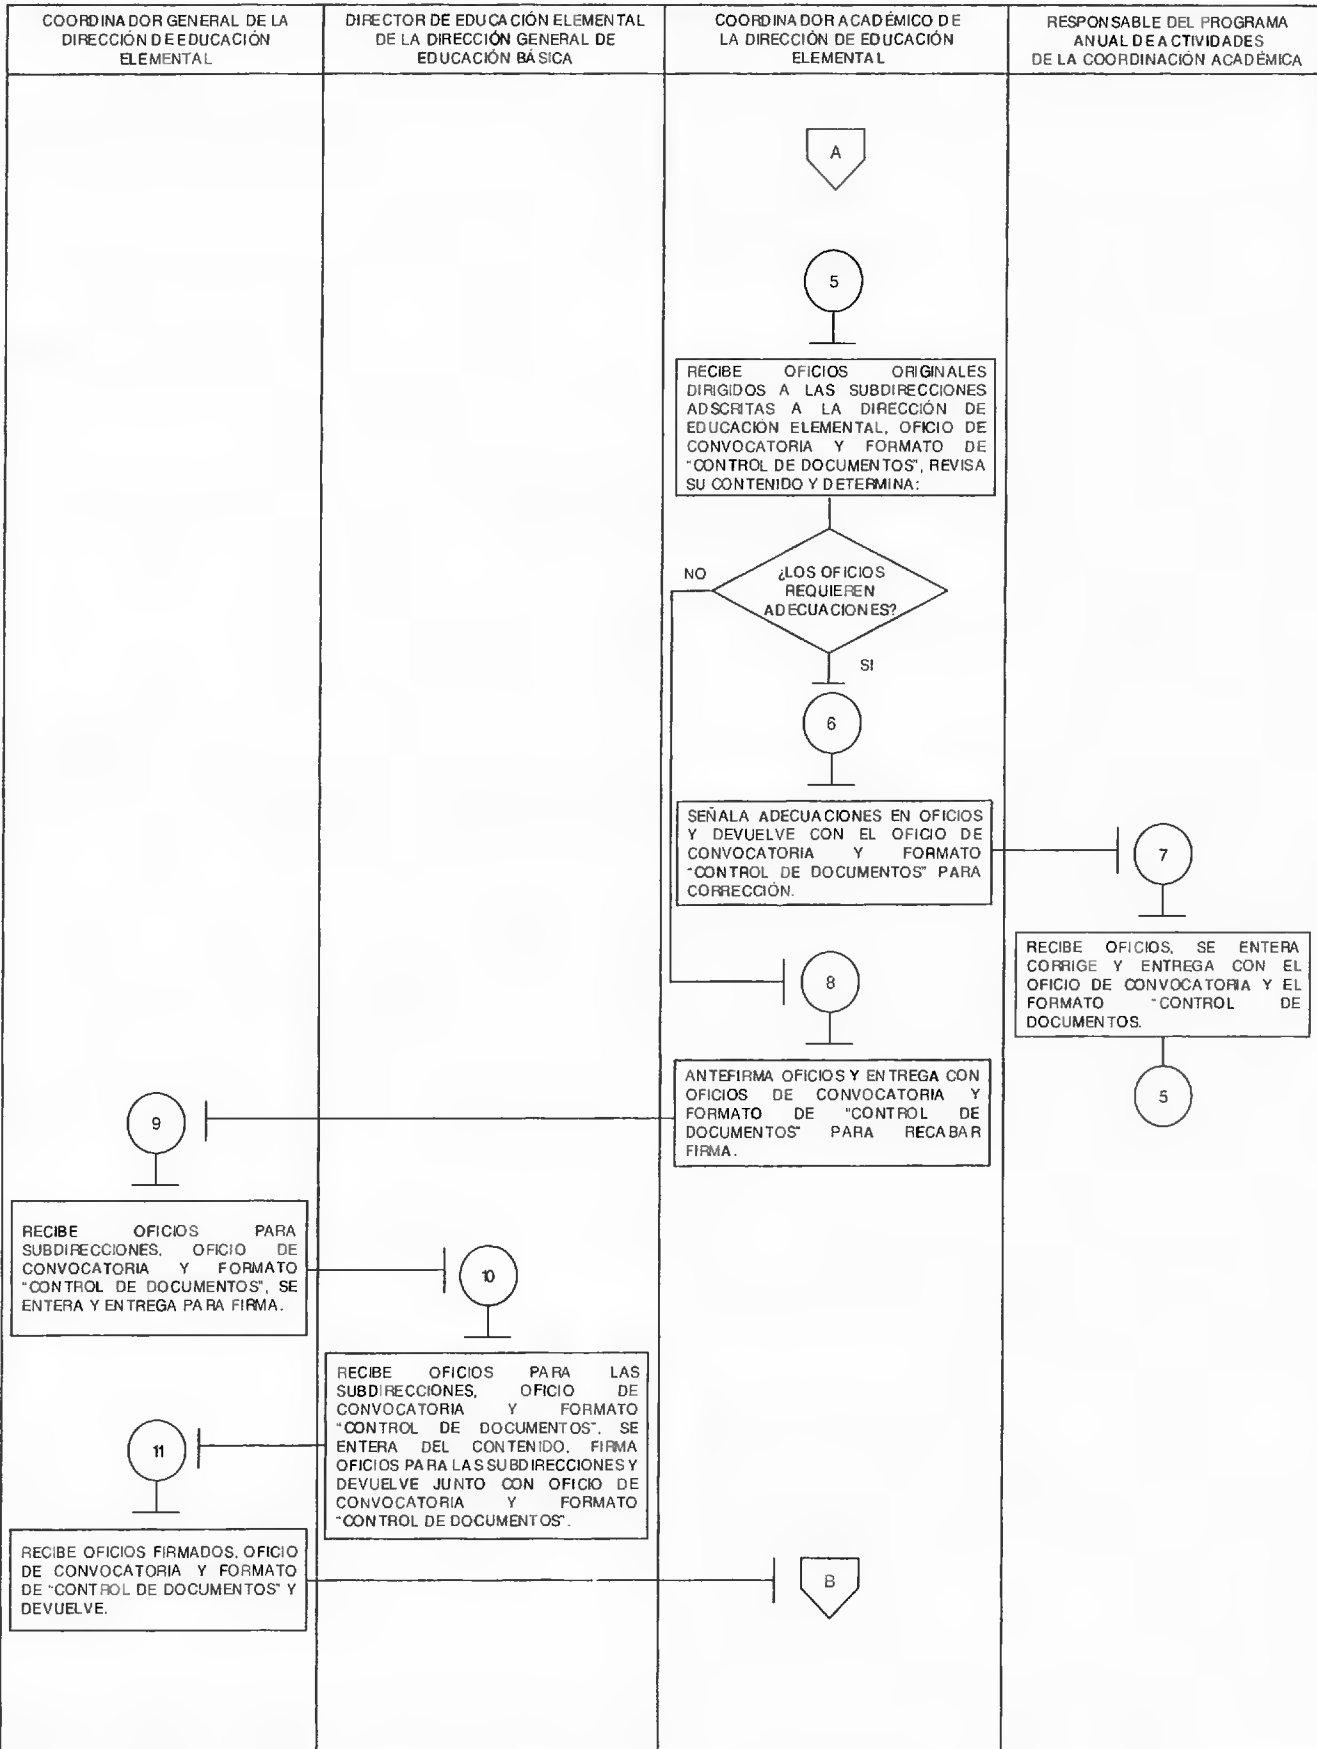 COORDINADOR GENERAL DE LA
DIRECCIÓN DE EDUCACIÓN
ELEMENTAL
DIRECTOR DE EDUCACIÓN ELEMENTAL
DE LA DIRECCIÓN GENERAL DE
EDUCACIÓN BÁSICA
COORDINADOR ACADÉMICO DE
LA DIRECCIÓN DE EDUCACIÓN
ELEMENTAL
RESPONSABLE DEL PROGRAMA
ANUAL DE ACTIVIDADES
DE LA COORDINACIÓN ACADÉMICA
A
5
RECIBE OFICIOS ORIGINALES
DIRIGIDOS A LAS SUBDIRECCIONES
ADSCRITAS A LA DIRECCIÓN DE
EDUCACIÓN ELEMENTAL, OFICIO DE
CONVOCATORIA Y FORMATO DE
"CONTROL DE DOCUMENTOS", REVISA
SU CONTENIDO Y DETERMINA:
NO
¿LOS OFICIOS
REQUIEREN
ADECUACIONES?
SI
6
SEÑALA ADECUACIONES EN OFICIOS
Y DEVUELVE CON EL OFICIO DE
CONVOCATORIA Y FORMATO
"CONTROL DE DOCUMENTOS" PARA
CORRECCIÓN.
7
RECIBE OFICIOS, SE ENTERA
CORRIGE Y ENTREGA CON EL
OFICIO DE CONVOCATORIA Y EL
FORMATO "CONTROL DE
DOCUMENTOS.
5
8
ANTEFIRMA OFICIOS Y ENTREGA CON
OFICIOS DE CONVOCATORIA Y
FORMATO DE "CONTROL DE
DOCUMENTOS" PARA RECABAR
FIRMA.
9
RECIBE OFICIOS PARA
SUBDIRECCIONES, OFICIO DE
CONVOCATORIA Y FORMATO
"CONTROL DE DOCUMENTOS", SE
ENTERA Y ENTREGA PARA FIRMA.
10
RECIBE OFICIOS PARA LAS
SUBDIRECCIONES, OFICIO DE
CONVOCATORIA Y FORMATO
"CONTROL DE DOCUMENTOS", SE
ENTERA DEL CONTENIDO, FIRMA
OFICIOS PARA LAS SUBDIRECCIONES Y
DEVUELVE JUNTO CON OFICIO DE
CONVOCATORIA Y FORMATO
"CONTROL DE DOCUMENTOS".
11
RECIBE OFICIOS FIRMADOS, OFICIO
DE CONVOCATORIA Y FORMATO
DE "CONTROL DE DOCUMENTOS" Y
DEVUELVE.
B